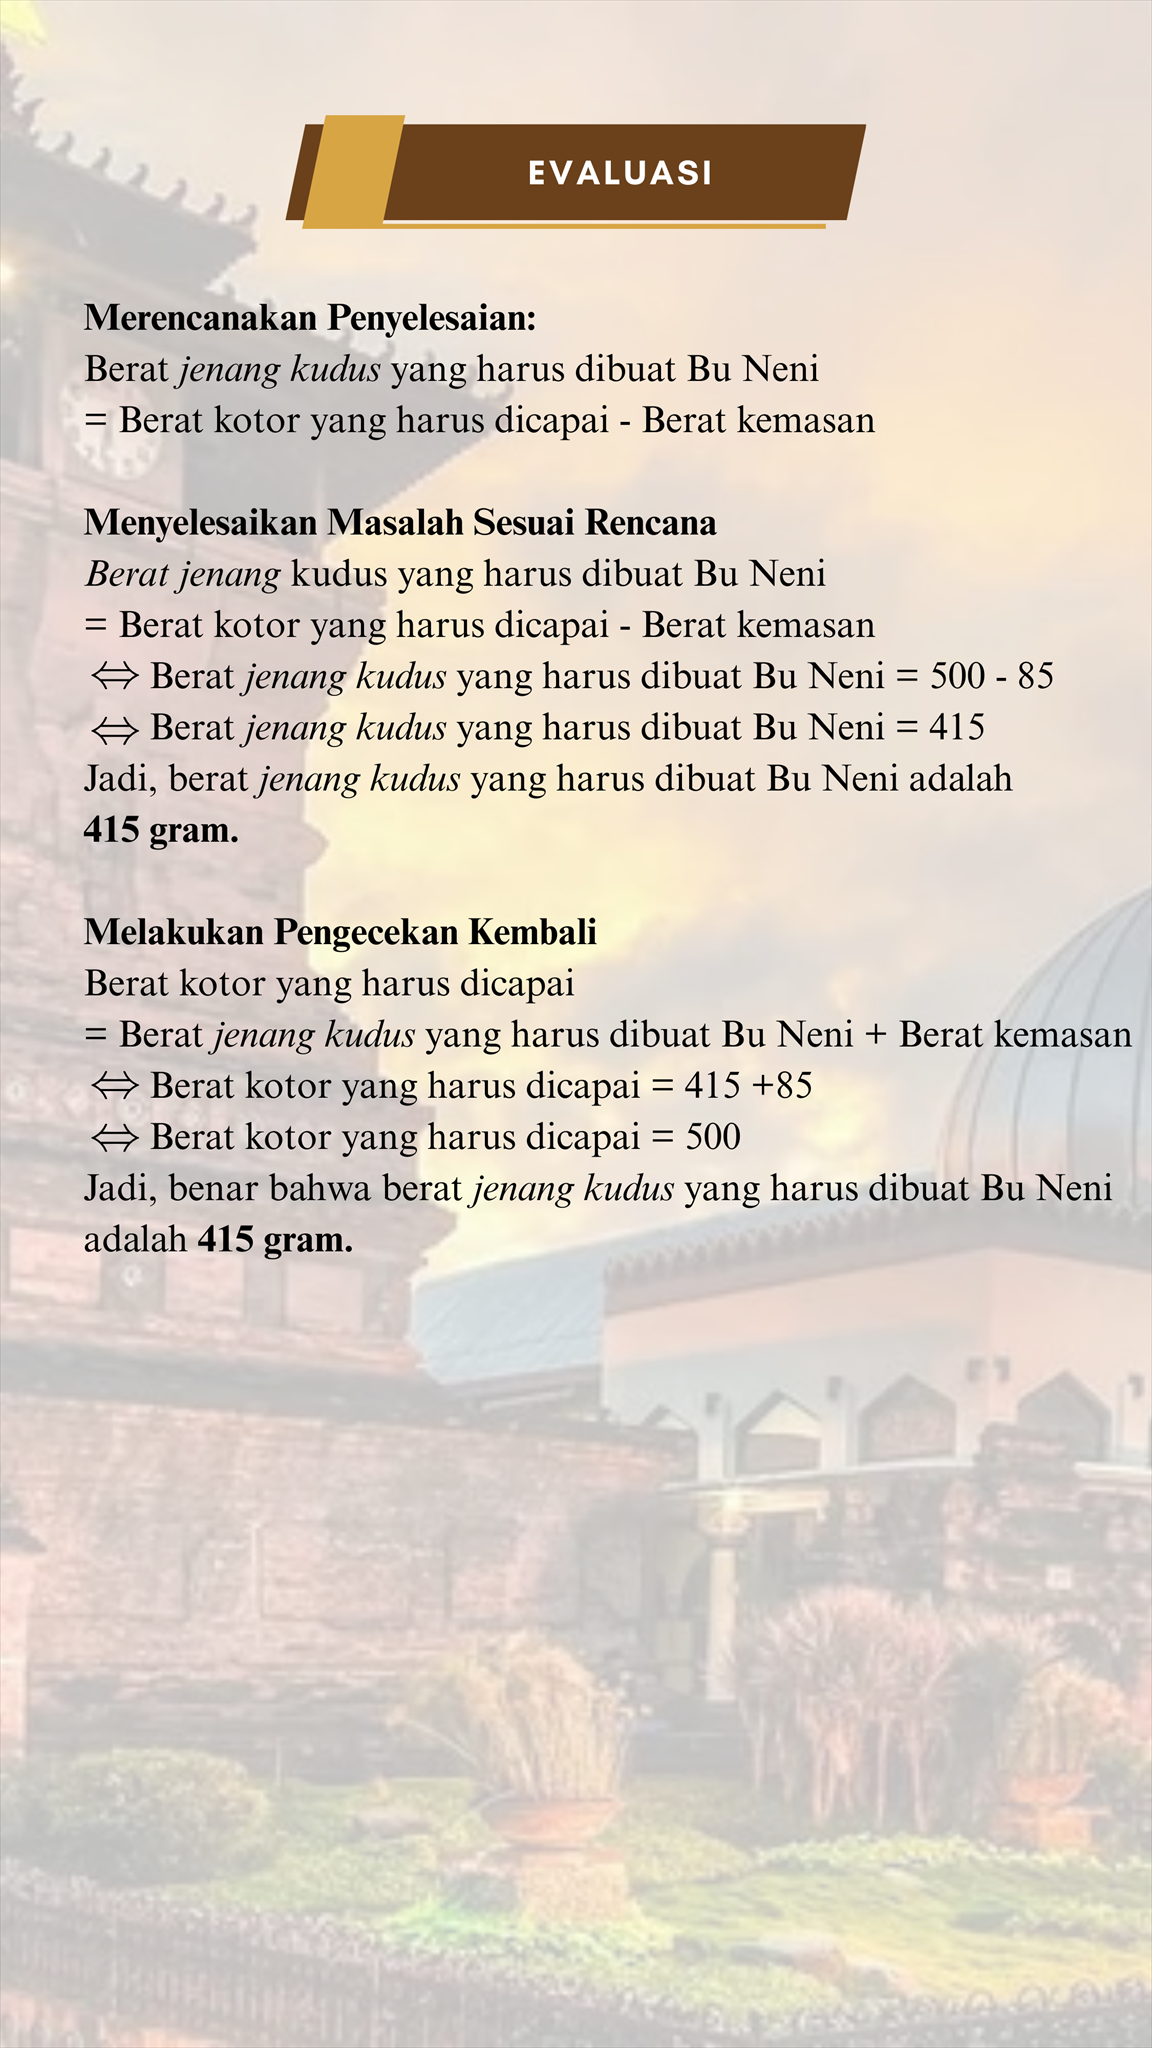 EVALUASI
Merencanakan Penyelesaian:
Berat jenang kudus yang harus dibuat Bu Neni
= Berat kotor yang harus dicapai - Berat kemasan
Menyelesaikan Masalah Sesuai Rencana
Berat jenang kudus yang harus dibuat Bu Neni
= Berat kotor yang harus dicapai - Berat kemasan
⇔ Berat jenang kudus yang harus dibuat Bu Neni = 500 - 85
⇔ Berat jenang kudus yang harus dibuat Bu Neni = 415
Jadi, berat jenang kudus yang harus dibuat Bu Neni adalah
415 gram.
Melakukan Pengecekan Kembali
Berat kotor yang harus dicapai
= Berat jenang kudus yang harus dibuat Bu Neni + Berat kemasan
⇔ Berat kotor yang harus dicapai = 415 +85
⇔ Berat kotor yang harus dicapai = 500
Jadi, benar bahwa berat jenang kudus yang harus dibuat Bu Neni
adalah 415 gram.